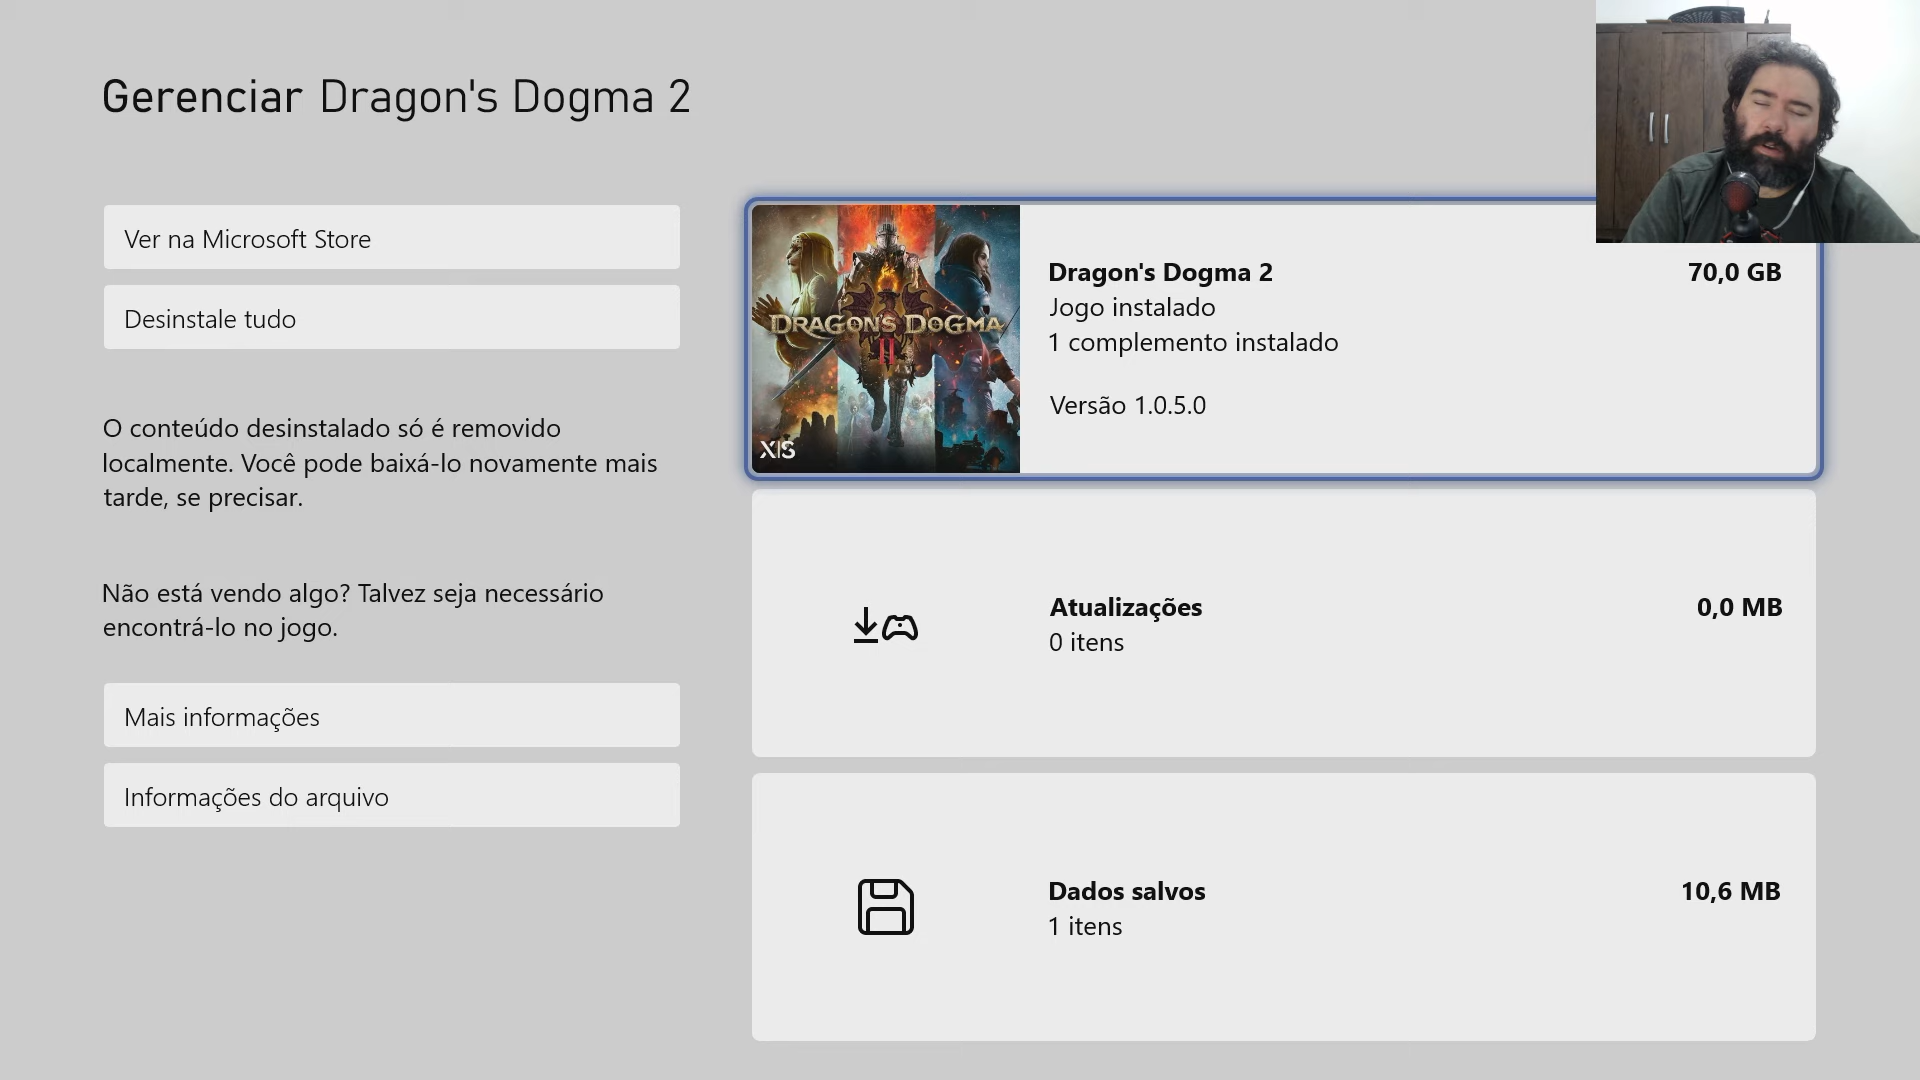 Gerenciar Dragon's Dogma 2
Ver na Microsoft Store
Desinstale tudo
O conteúdo desinstalado só é removido
localmente. Você pode baixá-lo novamente mais
tarde, se precisar.
Não está vendo algo? Talvez seja necessário
encontrá-lo no jogo.
Mais informações
Informações do arquivo
DRAGON'S DOGMA
II
X|S
Dragon's Dogma 2
70,0 GB
Jogo instalado
1 complemento instalado
Versão 1.0.5.0
Atualizações
0,0 MB
0 itens
Dados salvos
10,6 MB
1 itens